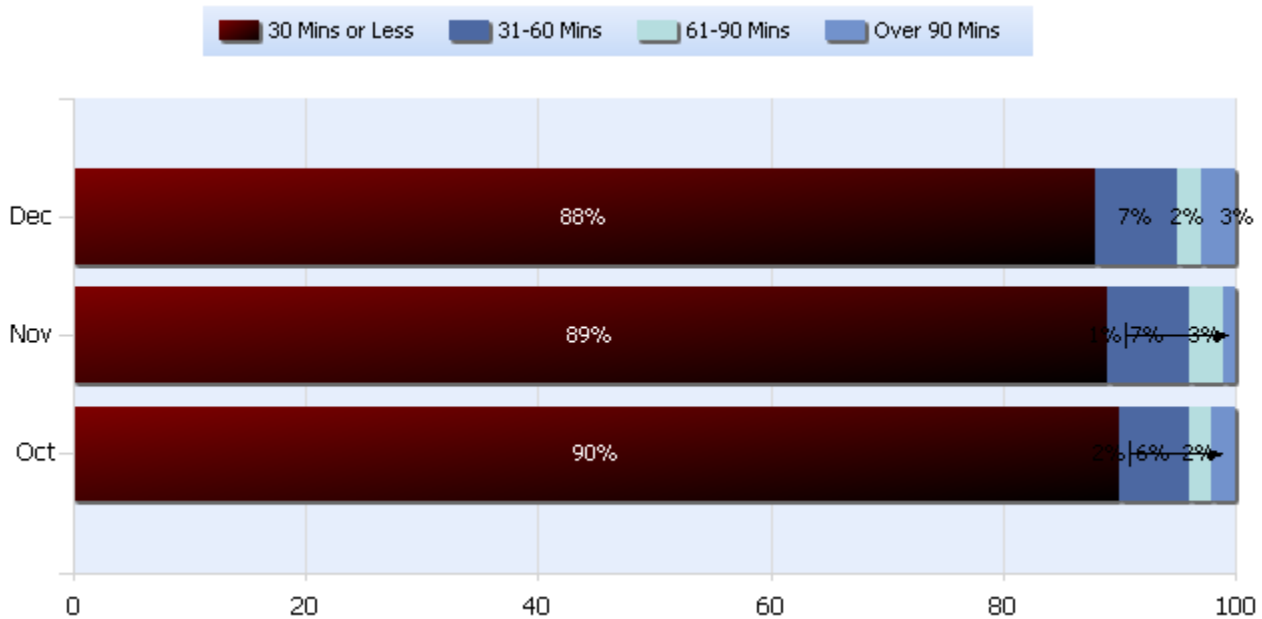 30 Mins or Less 31-60 Mins 61-90 Mins Over 90 Mins
Dec 88% 7% 2% 3%
Nov 89% 1% 7% 3%
Oct 90% 2% 6% 2%
0 20 40 60 80 100